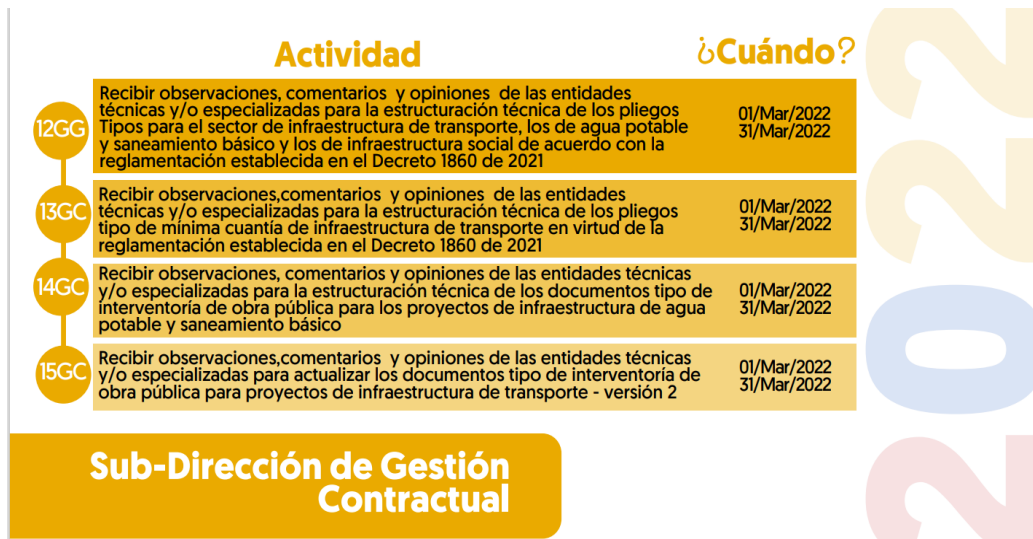 Actividad
¿Cuándo?
12GG
Recibir observaciones, comentarios y opiniones de las entidades
técnicas y/o especializadas para la estructuración técnica de los pliegos
Tipos para el sector de infraestructura de transporte, los de agua potable
y saneamiento básico y los de infraestructura social de acuerdo con la
reglamentación establecida en el Decreto 1860 de 2021
01/Mar/2022
31/Mar/2022
13GC
Recibir observaciones,comentarios y opiniones de las entidades
técnicas y/o especializadas para la estructuración técnica de los pliegos
tipo de mínima cuantía de infraestructura de transporte en virtud de la
reglamentación establecida en el Decreto 1860 de 2021
01/Mar/2022
31/Mar/2022
14GC
Recibir observaciones, comentarios y opiniones de las entidades técnicas
y/o especializadas para la estructuración técnica de los documentos tipo de
interventoría de obra pública para los proyectos de infraestructura de agua
potable y saneamiento básico
01/Mar/2022
31/Mar/2022
15GC
Recibir observaciones,comentarios y opiniones de las entidades técnicas
y/o especializadas para actualizar los documentos tipo de interventoría de
obra pública para proyectos de infraestructura de transporte - versión 2
01/Mar/2022
31/Mar/2022
Sub-Dirección de Gestión
Contractual
2022